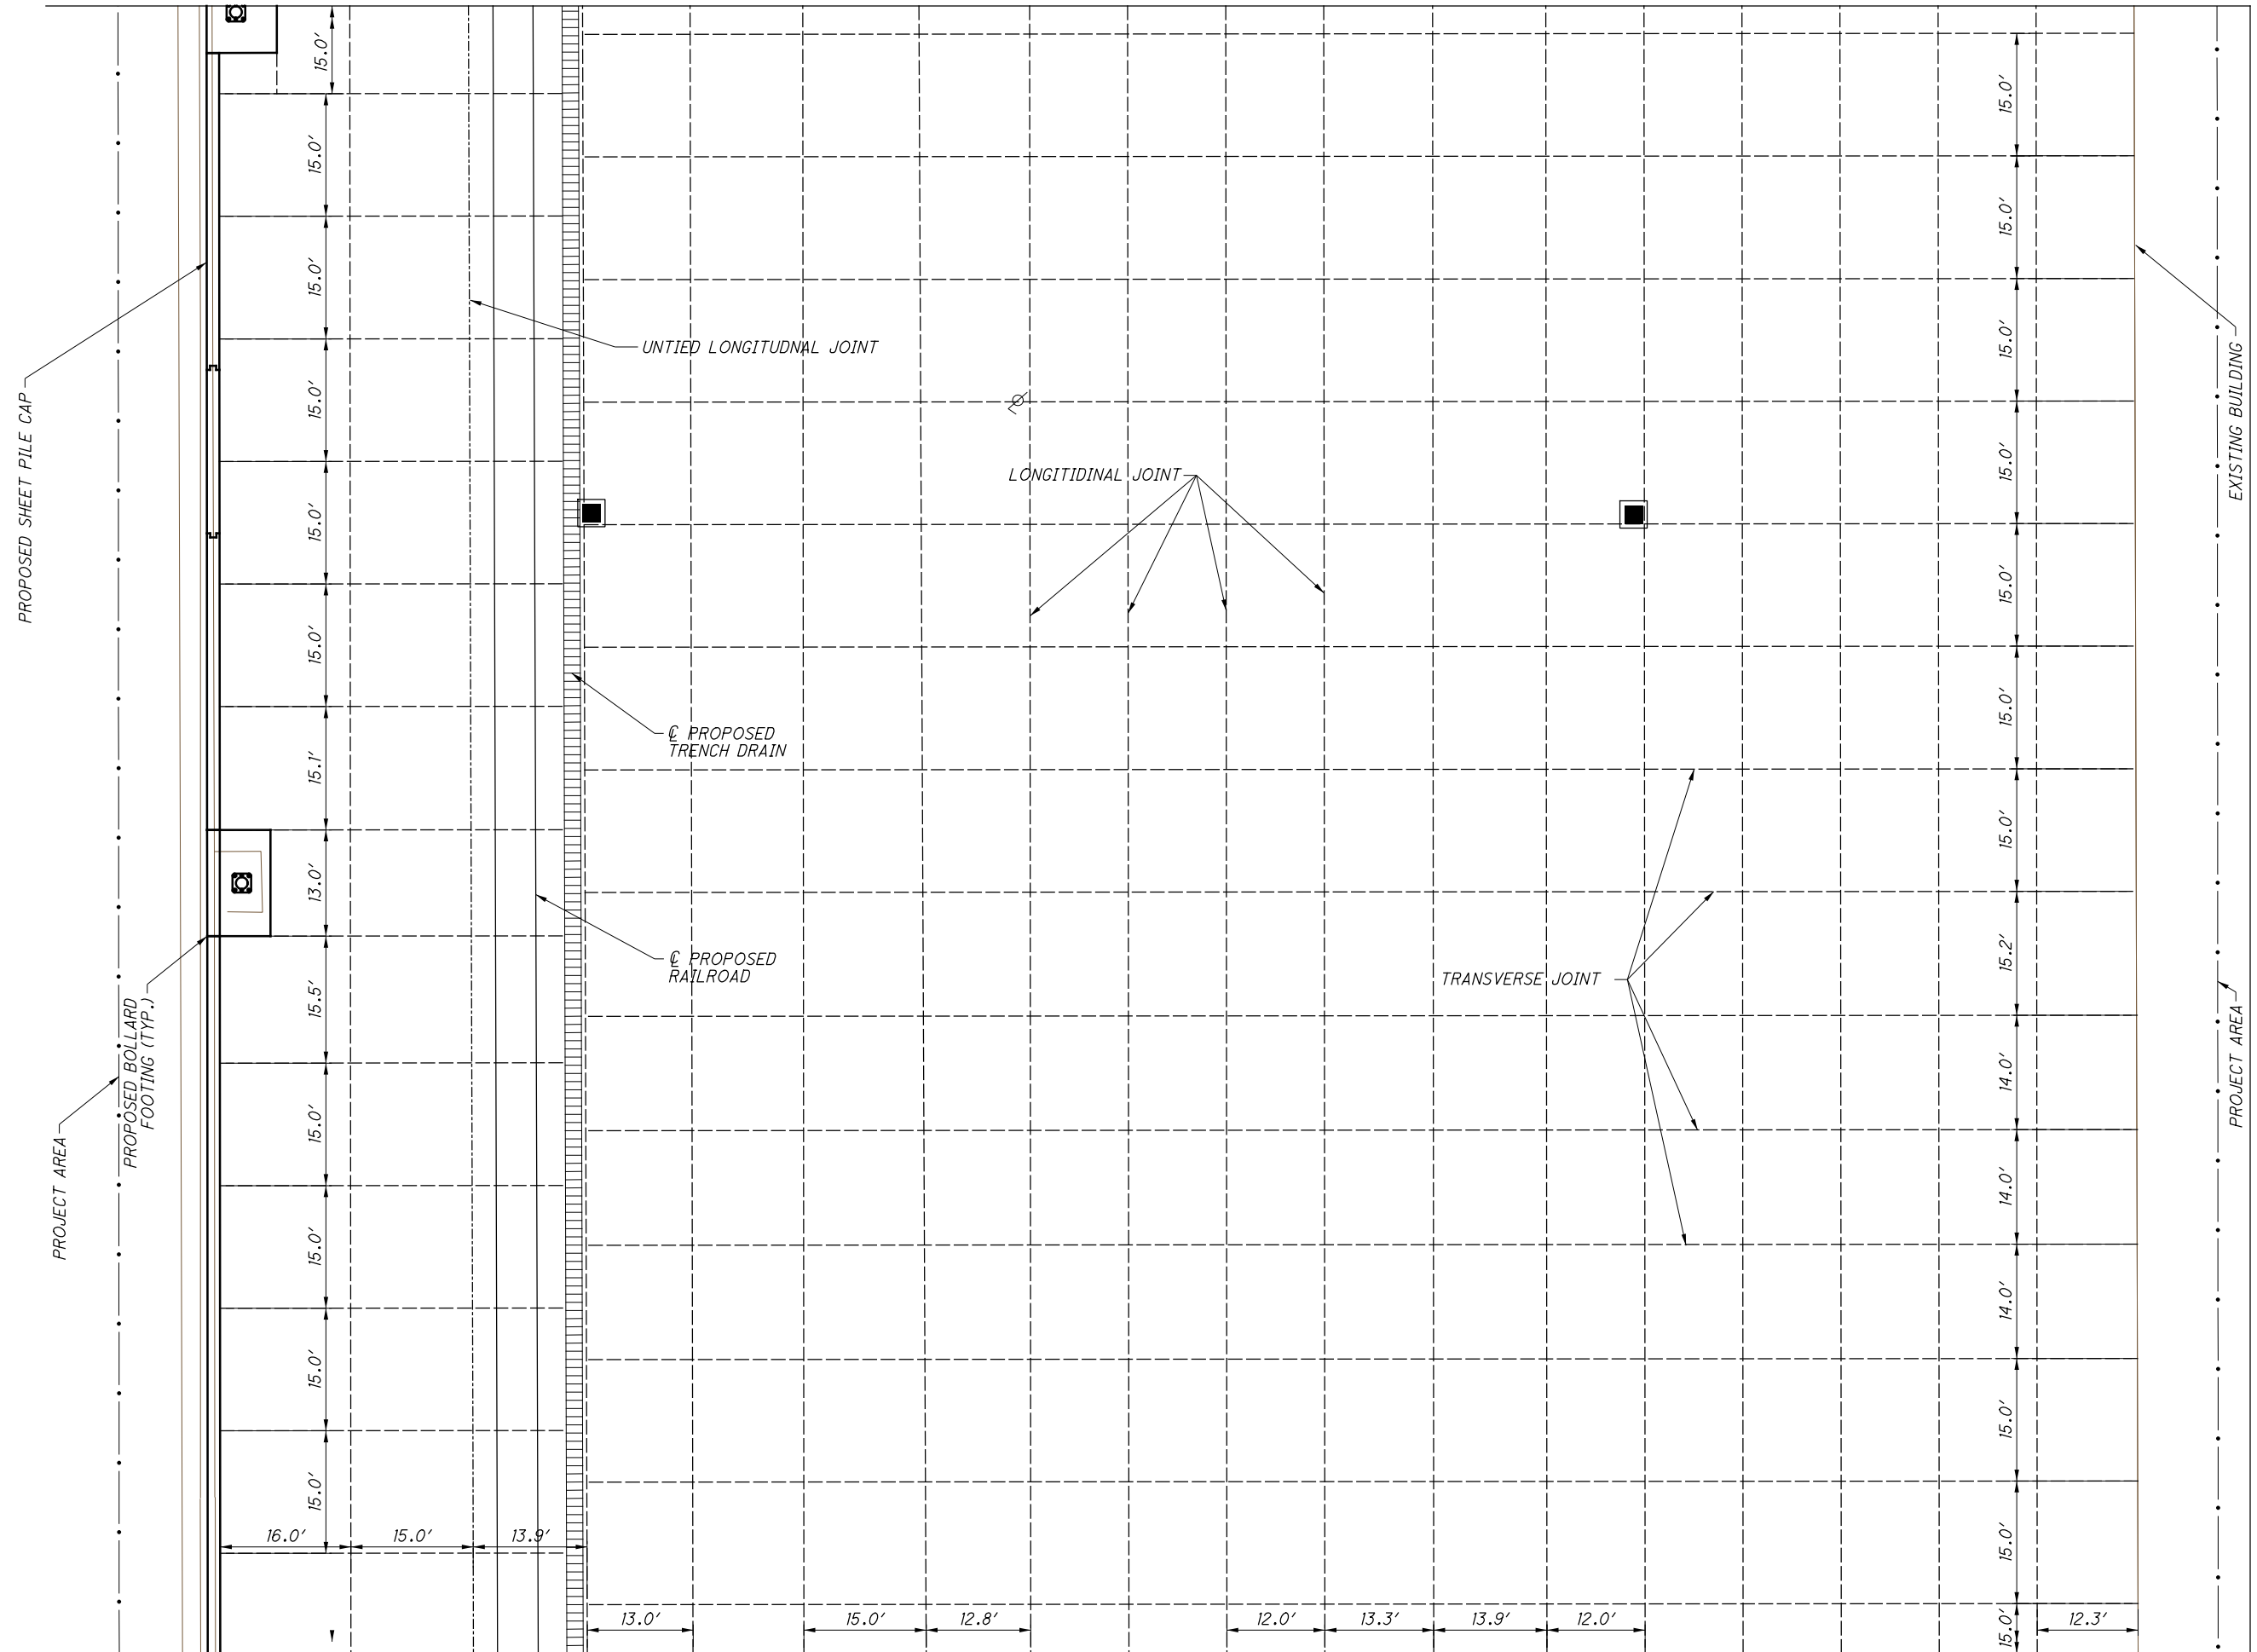 15.0'
15.0'
15.0'
15.0'
15.0'
15.0'
15.1'
13.0'
15.5'
15.0'
15.0'
15.0'
15.0'
16.0'
15.0'
13.9'
PROPOSED SHEET PILE CAP
PROJECT AREA
PROPOSED BOLLARD
FOOTING (TYP.)
UNTIED LONGITUDNAL JOINT
LONGITIDINAL JOINT
℄ PROPOSED
TRENCH DRAIN
℄ PROPOSED
RAILROAD
TRANSVERSE JOINT
13.0'
15.0'
12.8'
12.0'
13.3'
13.9'
12.0'
12.3'
15.0'
15.0'
15.0'
15.0'
15.0'
15.0'
15.0'
15.2'
14.0'
14.0'
14.0'
15.0'
15.0'
15.0'
EXISTING BUILDING
PROJECT AREA